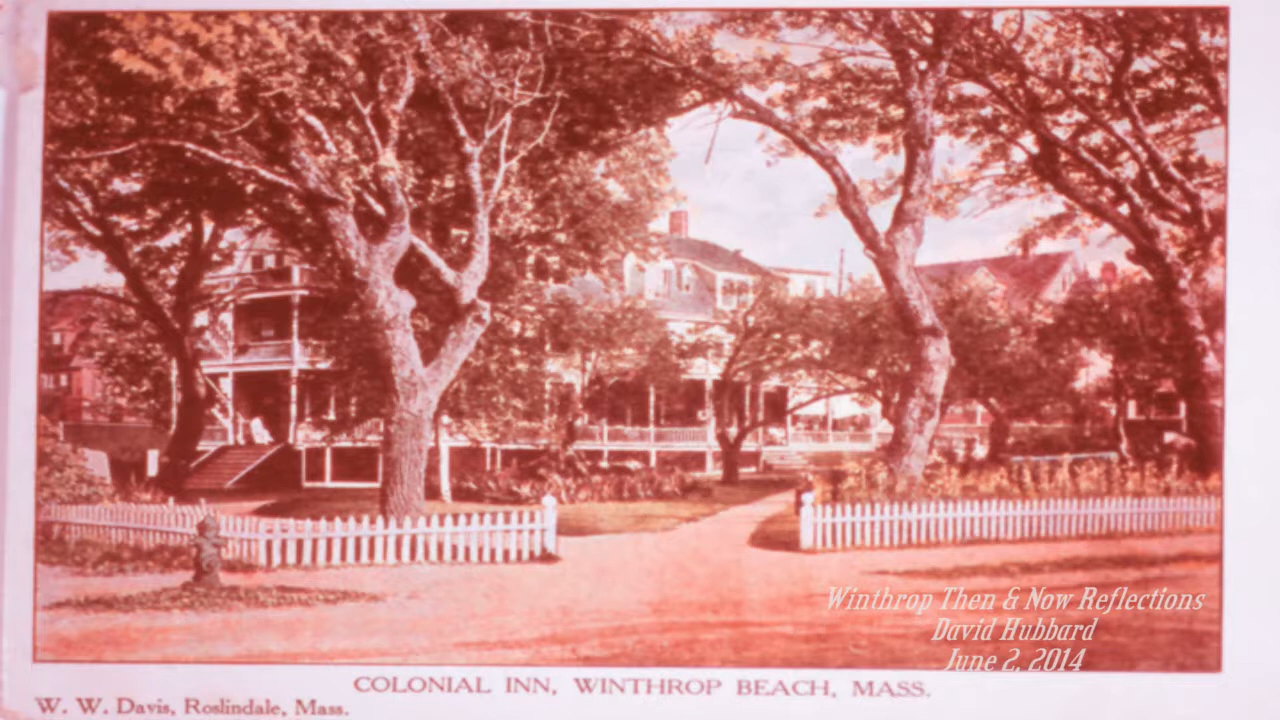 Winthrop Then & Now Reflections
David Hubbard
June 2, 2014
COLONIAL INN, WINTHROP BEACH, MASS.
W. W. Davis, Roslindale, Mass.